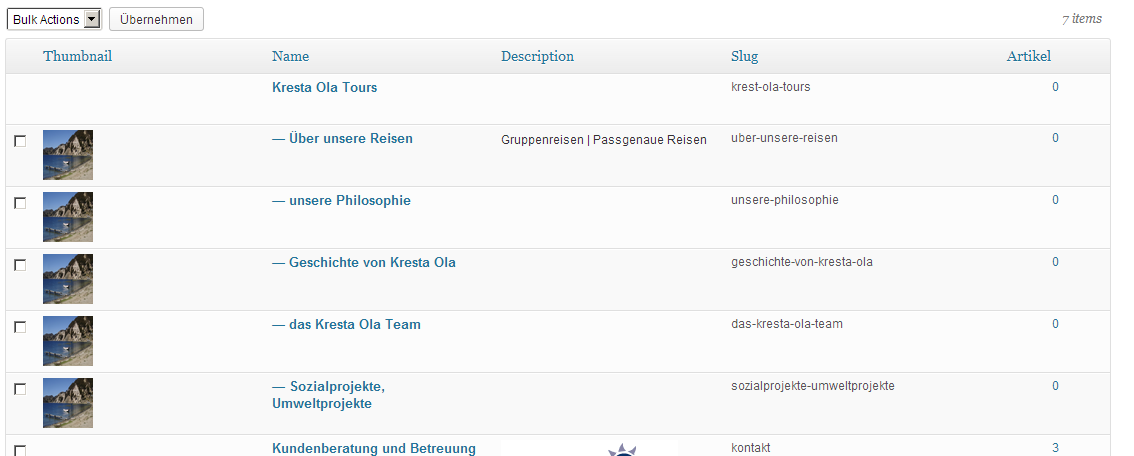 Bulk Actions Übernehmen 7 items
Thumbnail Name Description Slug Artikel
Kresta Ola Tours krest-ola-tours 0
— Über unsere Reisen Gruppenreisen | Passgenaue Reisen uber-unsere-reisen 0
— unsere Philosophie unsere-philosophie 0
— Geschichte von Kresta Ola geschichte-von-kresta-ola 0
— das Kresta Ola Team das-kresta-ola-team 0
— Sozialprojekte, sozialprojekte-umweltprojekte 0
Umweltprojekte
Kundenberatung und Betreuung kontakt 3